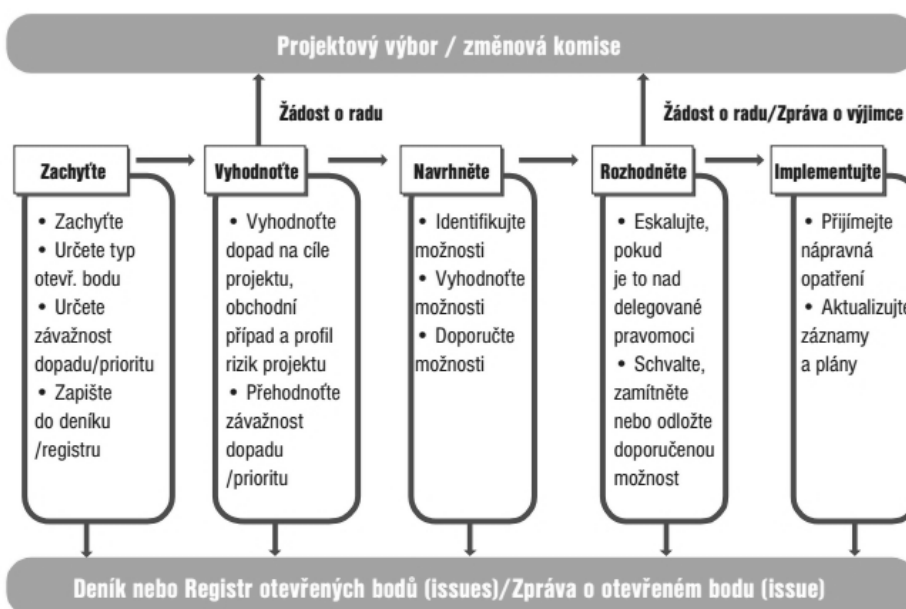 Projektový výbor / změnová komise
Žádost o radu
Žádost o radu/Zpráva o výjimce
Zachyťte
Vyhodnoťte
Navrhněte
Rozhodněte
Implementujte
• Zachyťte
• Určete typ
otevř. bodu
• Určete
závažnost
dopadu/prioritu
• Zapište
do deníku
/registru
• Vyhodnoťte
dopad na cíle
projektu,
obchodní
případ a profil
rizik projektu
• Přehodnoťte
závažnost
dopadu
/prioritu
• Identifikujte
možnosti
• Vyhodnoťte
možnosti
• Doporučte
možnosti
• Eskalujte,
pokud
je to nad
delegované
pravomoci
• Schvalte,
zamítněte
nebo odložte
doporučenou
možnost
• Přijímejte
nápravná
opatření
• Aktualizujte
záznamy
a plány
Deník nebo Registr otevřených bodů (issues)/Zpráva o otevřeném bodu (issue)